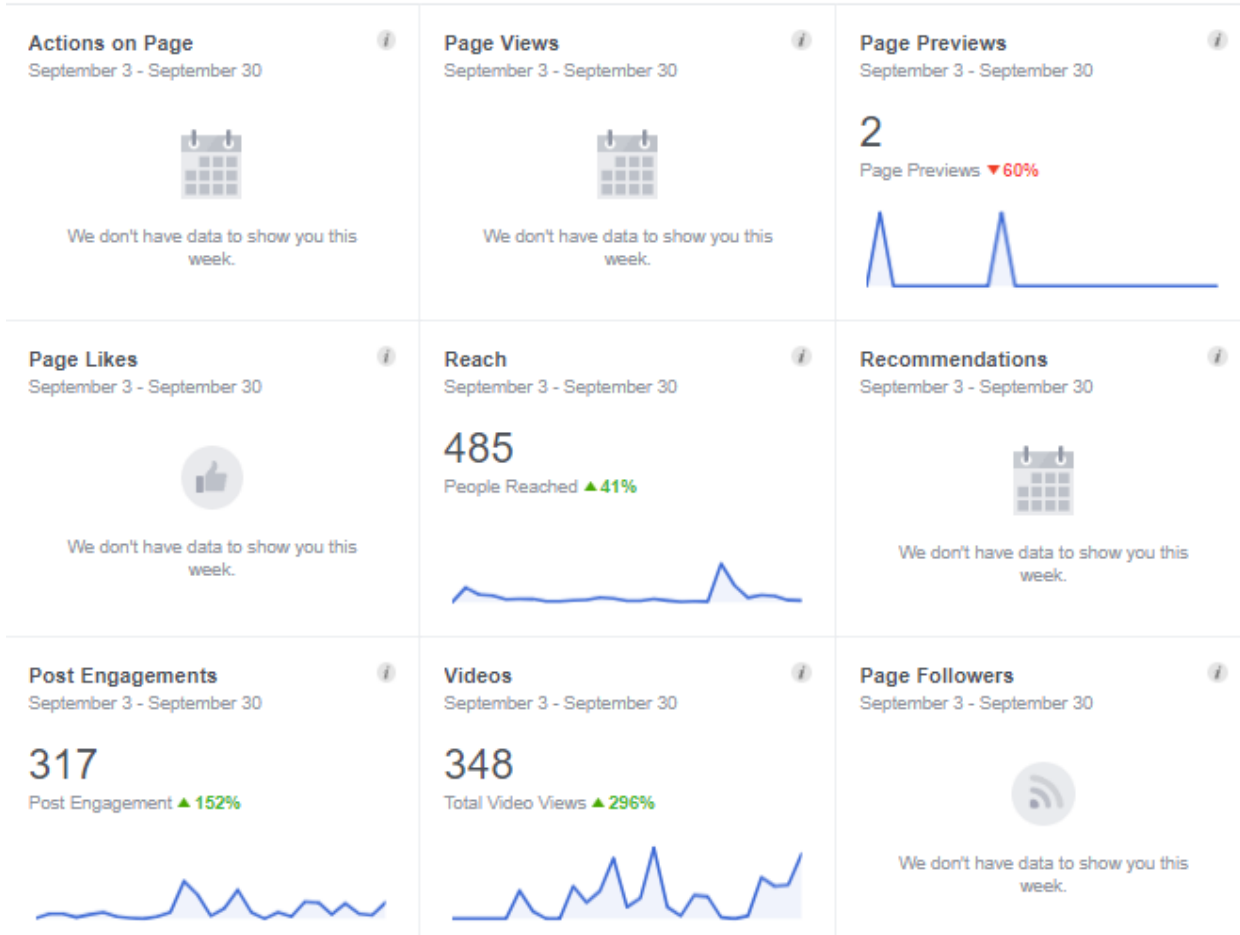 Actions on Page
September 3 - September 30
We don't have data to show you this
week.
Page Views
September 3 - September 30
We don't have data to show you this
week.
Page Previews
September 3 - September 30
2
Page Previews ▼60%
Page Likes
September 3 - September 30
We don't have data to show you this
week.
Reach
September 3 - September 30
485
People Reached ▲41%
Recommendations
September 3 - September 30
We don't have data to show you this
week.
Post Engagements
September 3 - September 30
317
Post Engagement ▲152%
Videos
September 3 - September 30
348
Total Video Views ▲296%
Page Followers
September 3 - September 30
We don't have data to show you this
week.